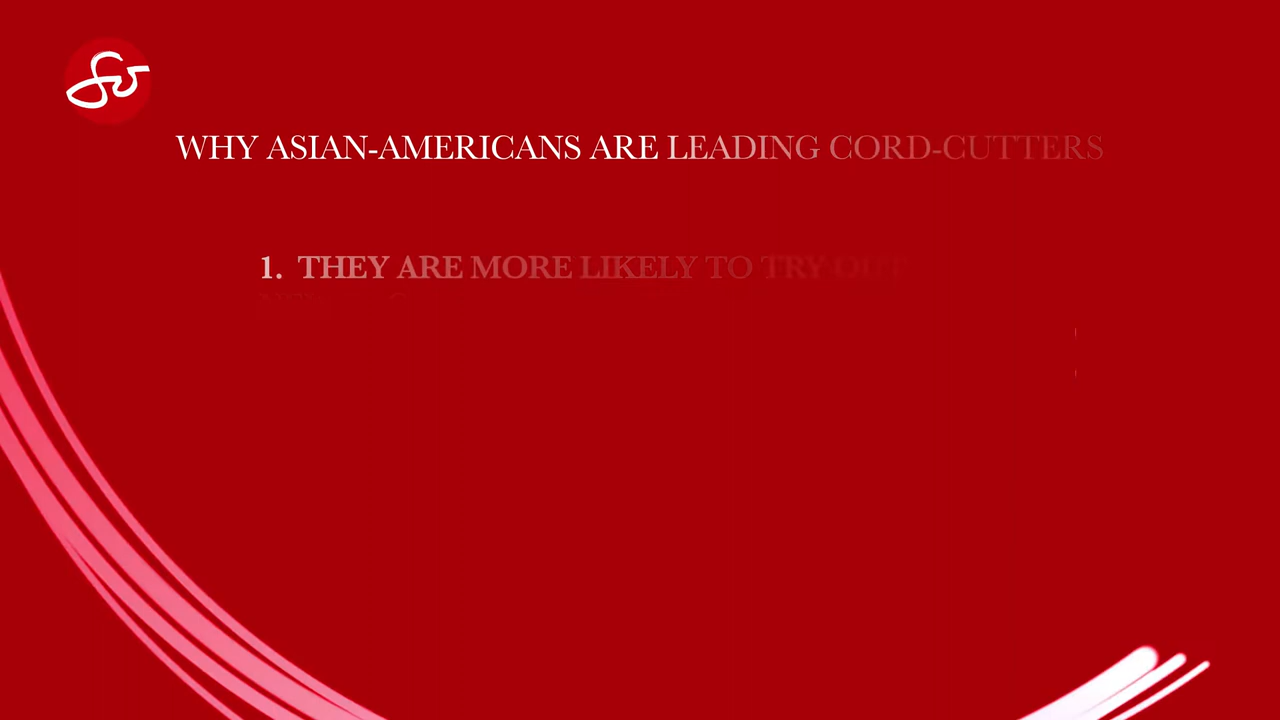 WHY ASIAN-AMERICANS ARE LEADING CORD-CUTTERS
1. THEY ARE MORE LIKELY TO TRY OUT